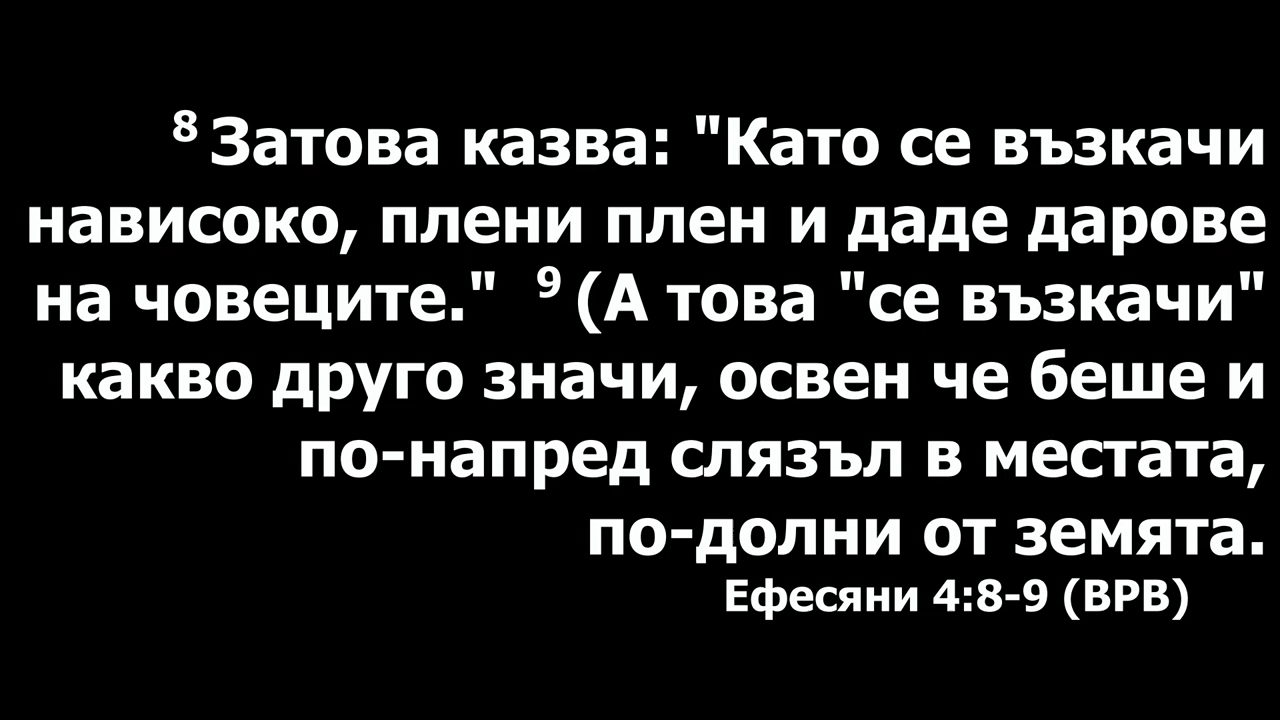 8 Затова казва: "Като се възкачи
нависоко, плени плен и даде дарове
на човеците." 9 (А това "се възкачи"
какво друго значи, освен че беше и
по-напред слязъл в местата,
по-долни от земята.
Ефесяни 4:8-9 (ВРВ)